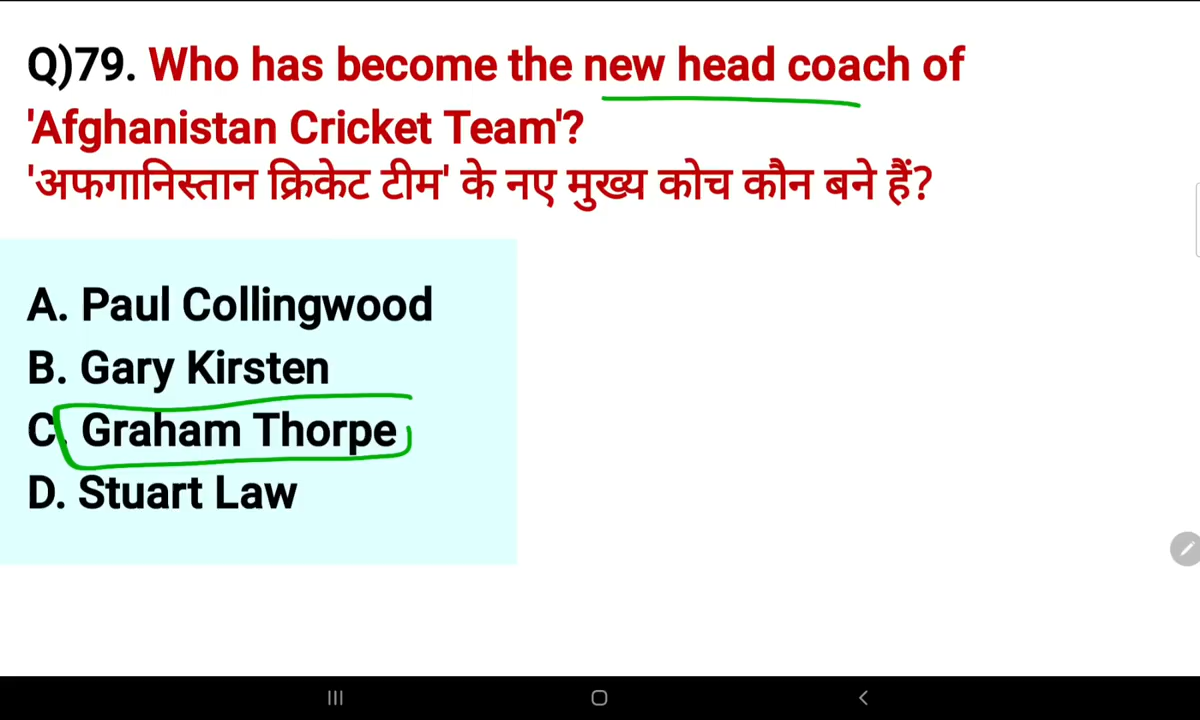 Q)79. Who has become the new head coach of
'Afghanistan Cricket Team'?
'अफगानिस्तान क्रिकेट टीम' के नए मुख्य कोच कौन बने हैं?
A. Paul Collingwood
B. Gary Kirsten
C. Graham Thorpe
D. Stuart Law